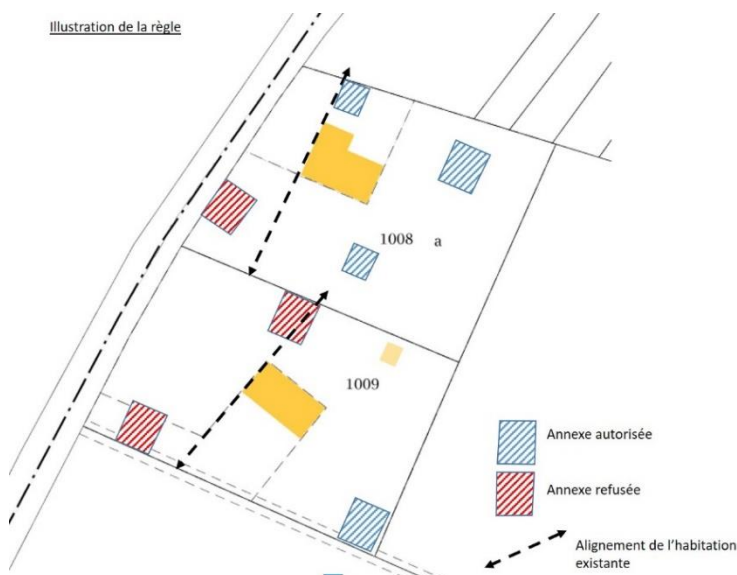 Illustration de la règle
1008 a
1009
Annexe autorisée
Annexe refusée
Alignement de l'habitation
existante